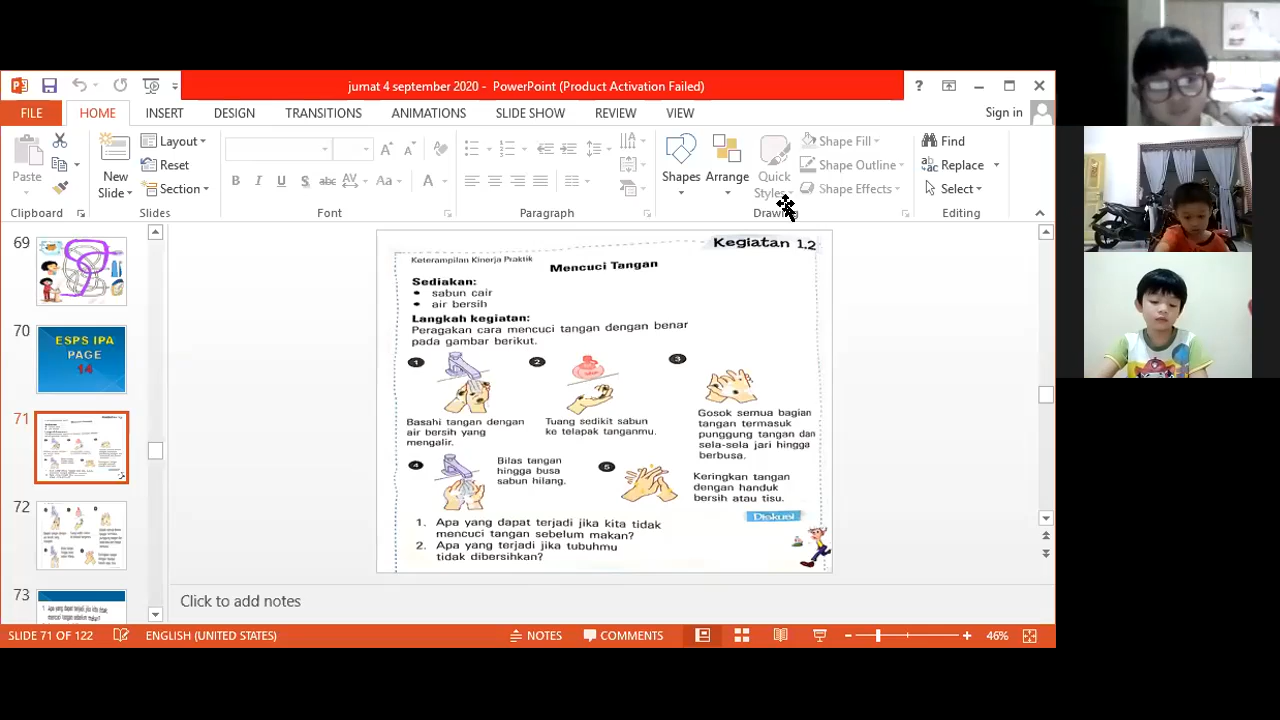 jumat 4 september 2020 - PowerPoint (Product Activation Failed)
FILE HOME INSERT DESIGN TRANSITIONS ANIMATIONS SLIDE SHOW REVIEW VIEW Sign in
Paste
New Slide
Layout
Reset
Section
B I U S abc AV Aa A
Shapes
Arrange
Quick Styles
Shape Fill
Shape Outline
Shape Effects
Find
Replace
Select
Clipboard Slides Font Paragraph Drawing Editing
69
70
ESPS IPA
PAGE
14
71
72
73
Kegiatan 1.2
Keterampilan Kinerja Praktik
Mencuci Tangan
Sediakan:
• sabun cair
• air bersih
Langkah kegiatan:
Peragakan cara mencuci tangan dengan benar
pada gambar berikut.
1
2
3
Basahi tangan dengan
air bersih yang
mengalir.
Tuang sedikit sabun
ke telapak tanganmu.
Gosok semua bagian
tangan termasuk
punggung tangan dan
sela-sela jari hingga
berbusa.
4
Bilas tangan
hingga busa
sabun hilang.
5
Keringkan tangan
dengan handuk
bersih atau tisu.
Diskusi
1. Apa yang dapat terjadi jika kita tidak
mencuci tangan sebelum makan?
2. Apa yang terjadi jika tubuhmu
tidak dibersihkan?
Click to add notes
SLIDE 71 OF 122 ENGLISH (UNITED STATES) NOTES COMMENTS 46%